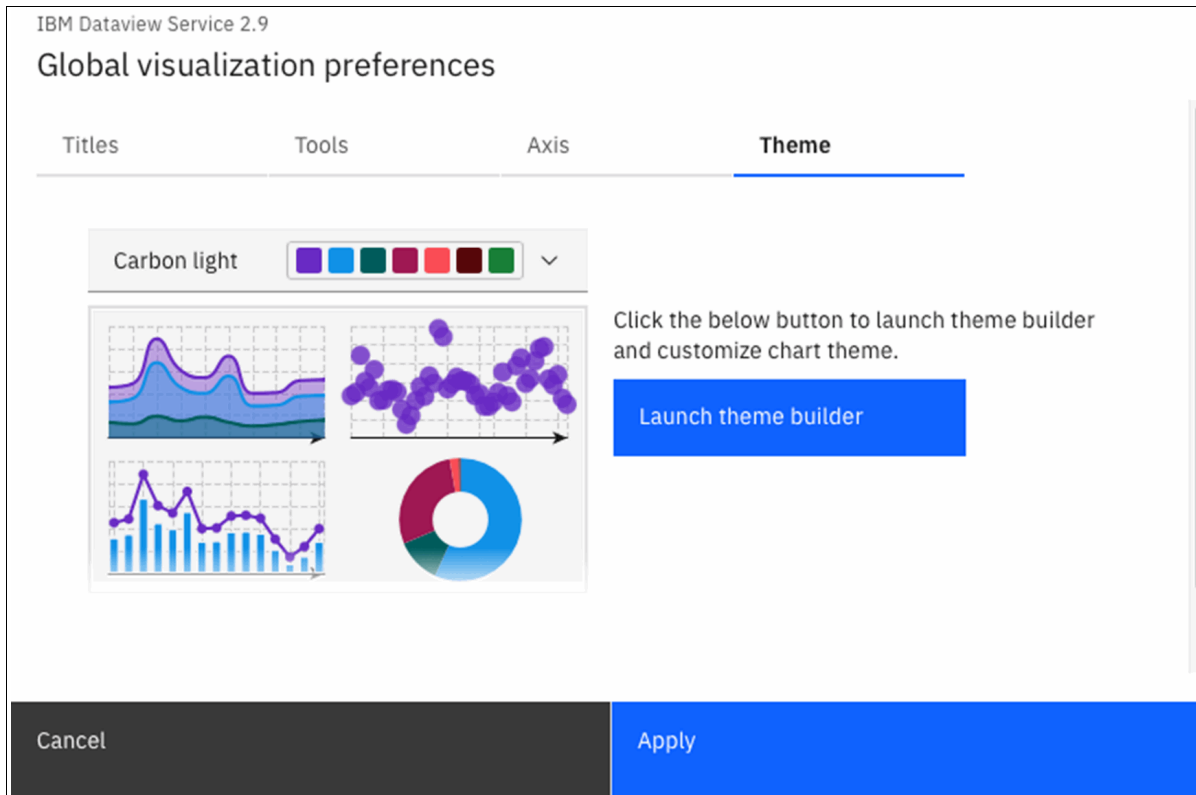 IBM Dataview Service 2.9
Global visualization preferences
Titles
Tools
Axis
Theme
Carbon light
Click the below button to launch theme builder
and customize chart theme.
Launch theme builder
Cancel
Apply